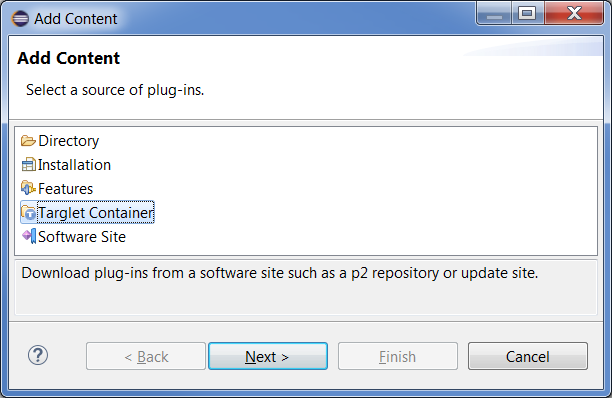 Add Content
Add Content
Select a source of plug-ins.
Directory
Installation
Features
Targlet Container
Software Site
Download plug-ins from a software site such as a p2 repository or update site.
? < Back Next > Finish Cancel